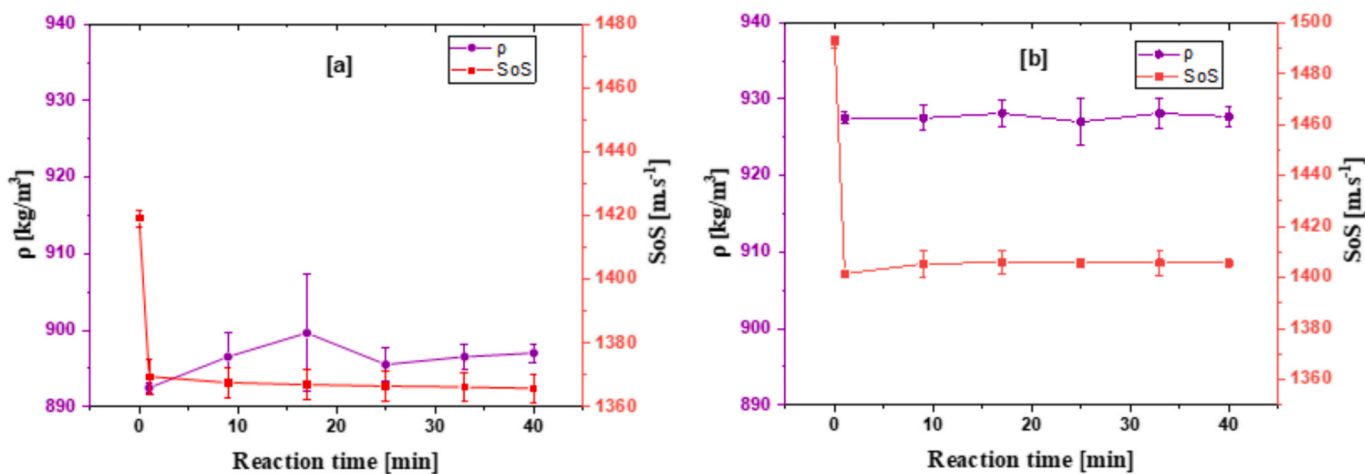 [a]
ρ
SoS
940
930
920
910
900
890
ρ [kg/m³]
1480
1460
1440
1420
1400
1380
1360
SoS [m.s⁻¹]
0 10 20 30 40
Reaction time [min]
[b]
ρ
SoS
940
930
920
910
900
890
ρ [kg/m³]
1500
1480
1460
1440
1420
1400
1380
1360
SoS [m.s⁻¹]
0 10 20 30 40
Reaction time [min]